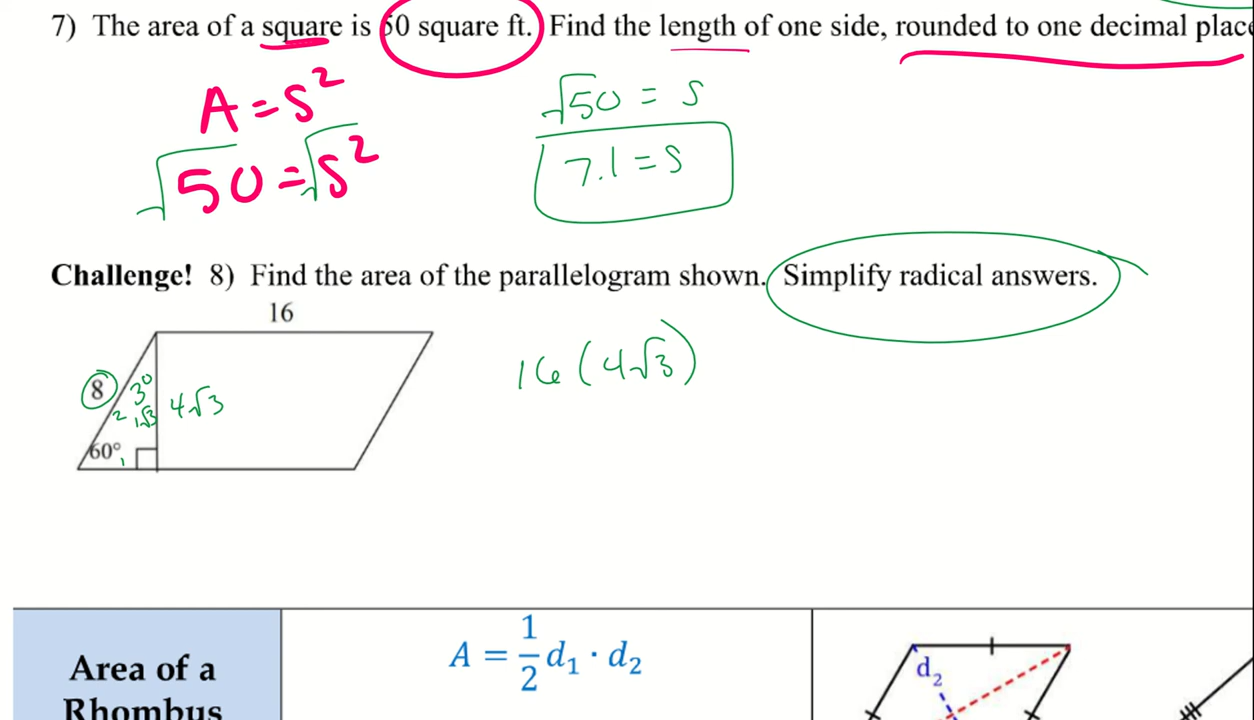 7) The area of a square is 50 square ft. Find the length of one side, rounded to one decimal plac
A = s²
√50 = √s²
√50 = s
7.1 = s
Challenge! 8) Find the area of the parallelogram shown. Simplify radical answers.
16
8
30
2
1√3
4√3
60°
1
16(4√3)
Area of a
Rhombus
A = 1/2 d₁ · d₂
d₂